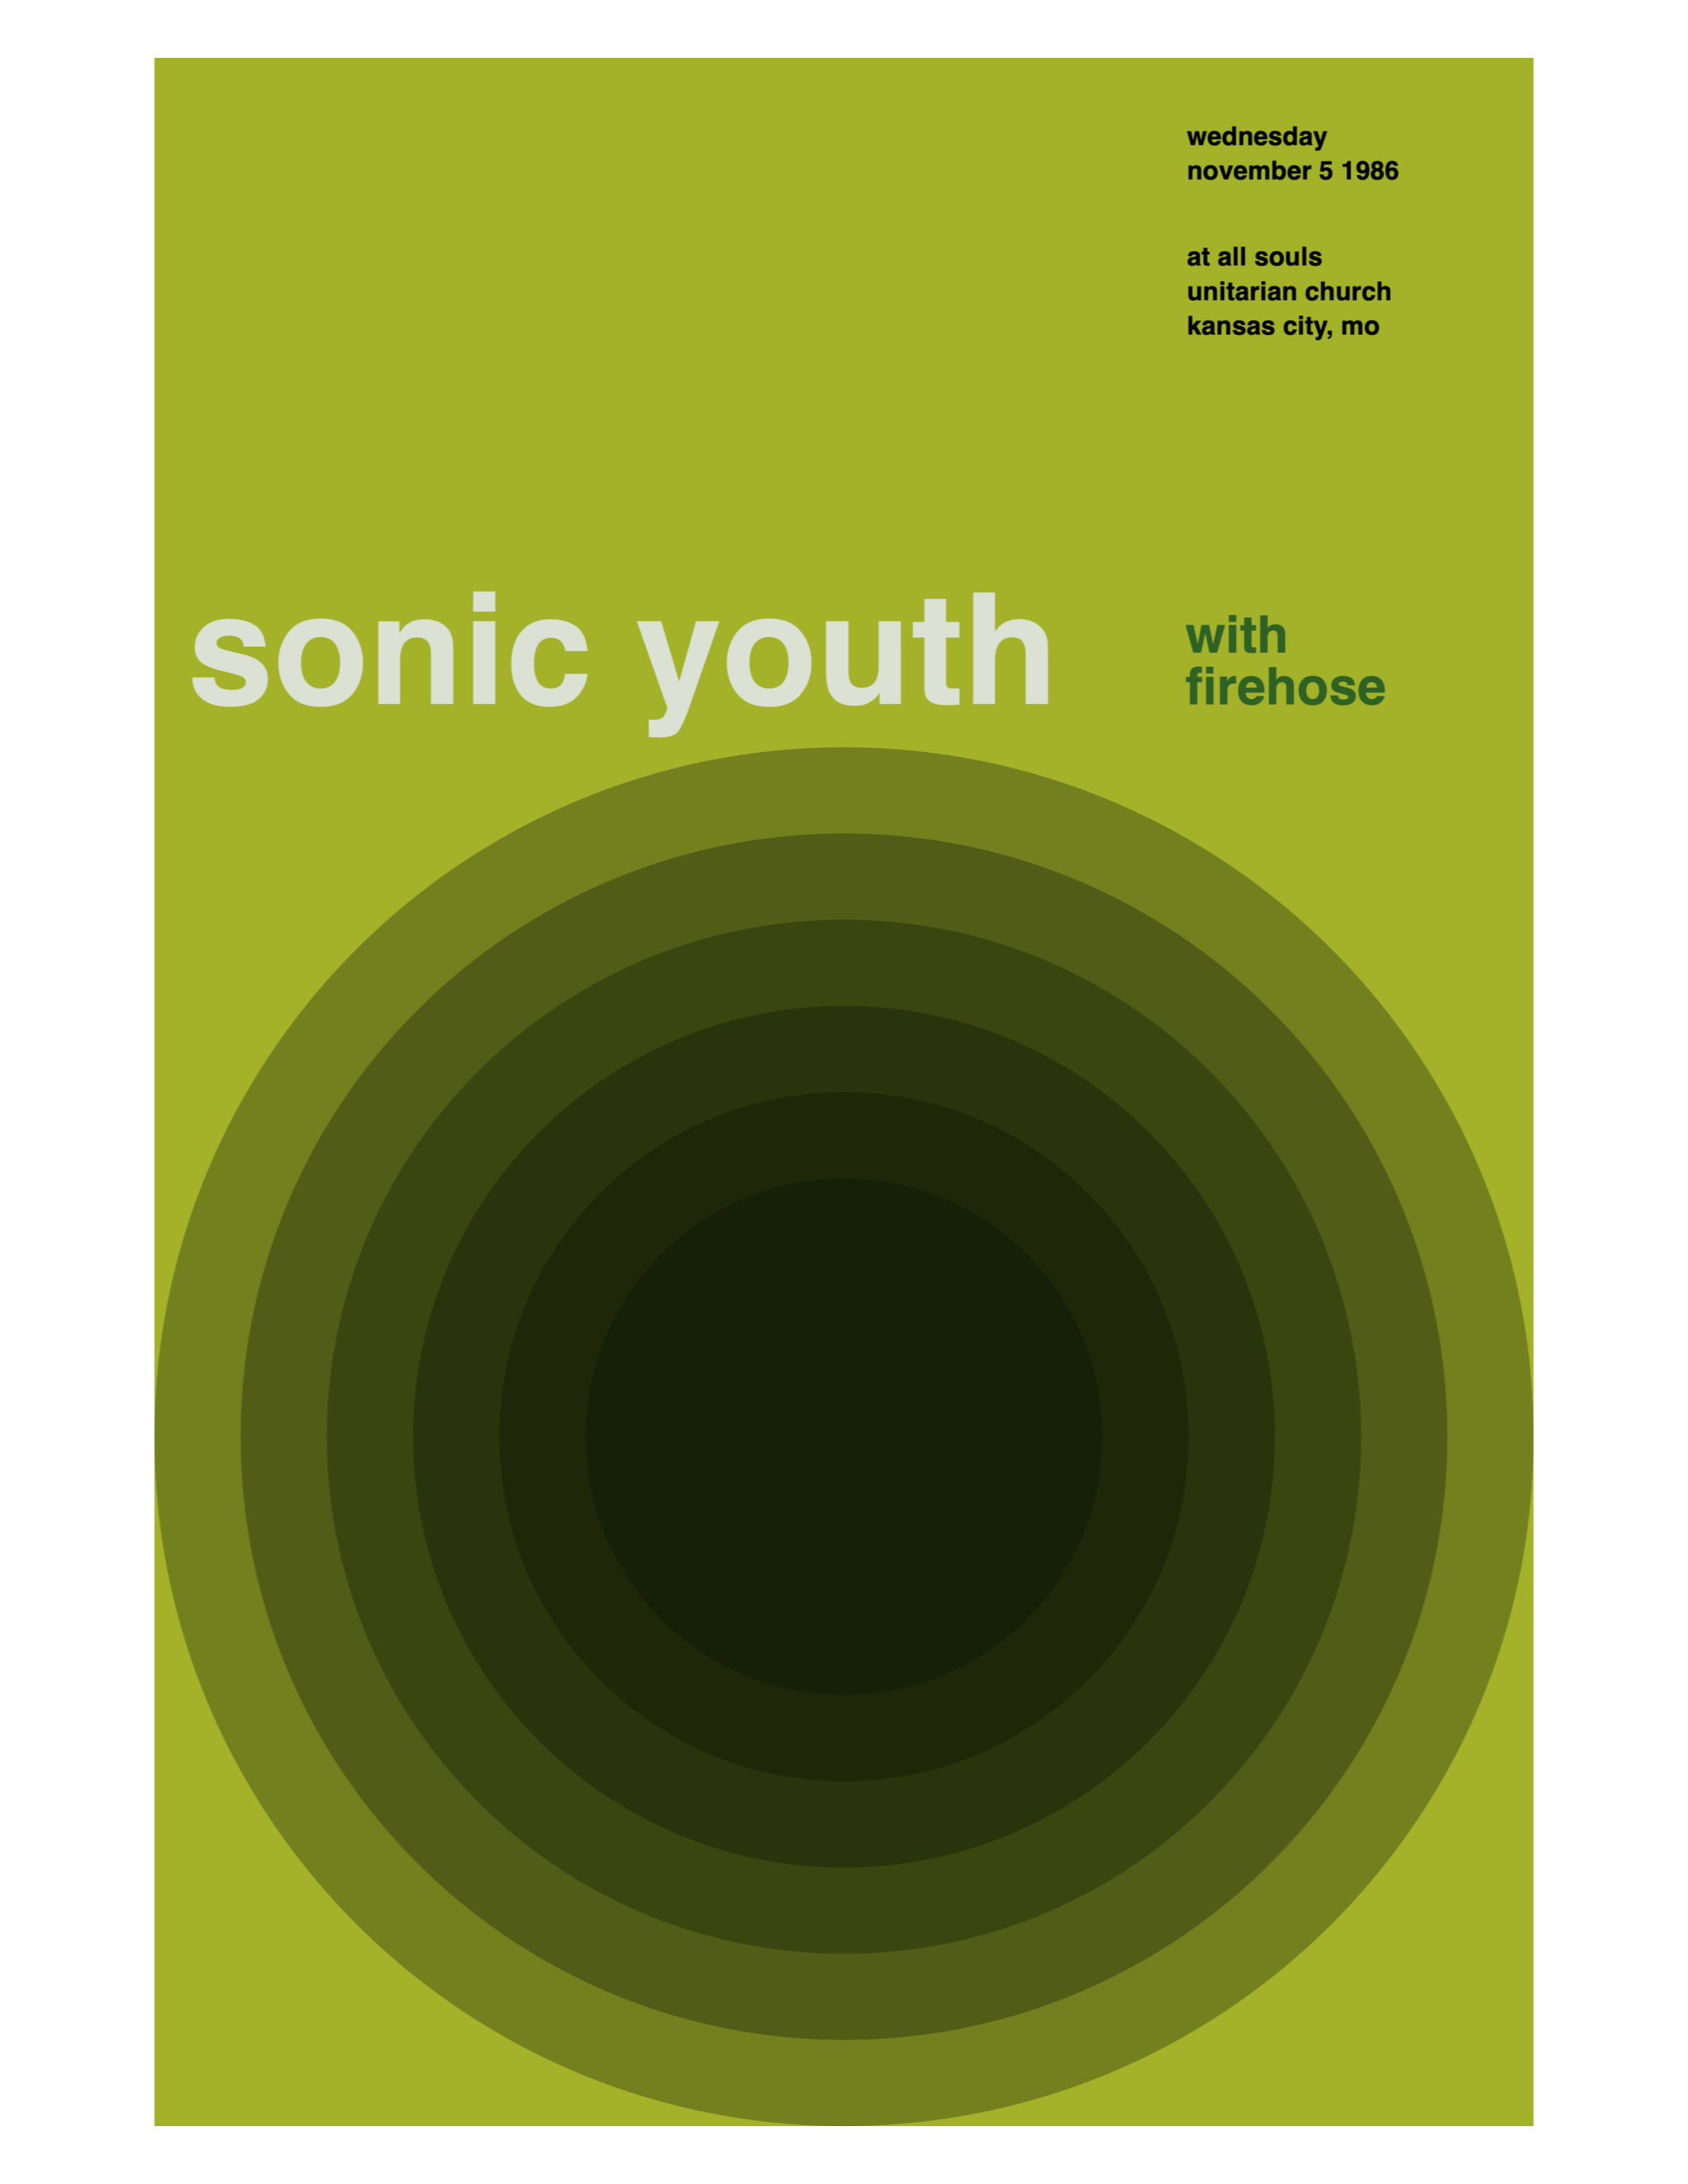 wednesday
november 5 1986
at all souls
unitarian church
kansas city, mo
sonic youth
with
firehose